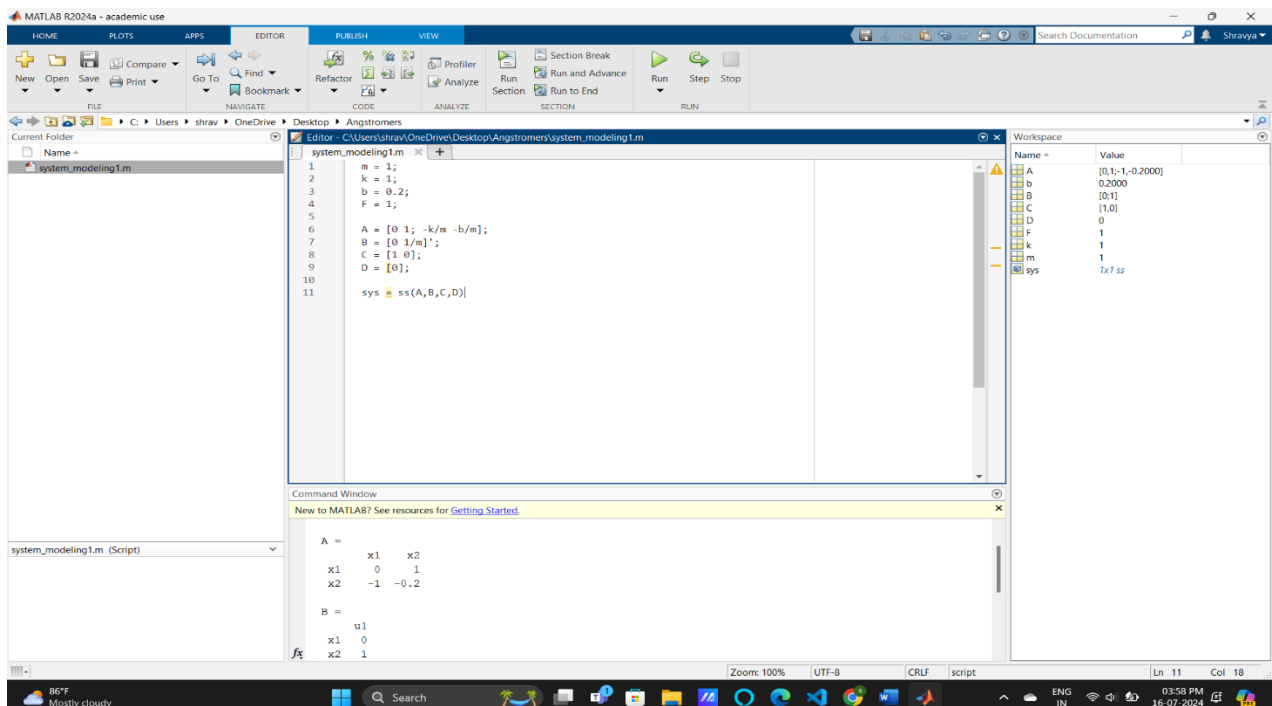 MATLAB R2024a - academic use
HOME PLOTS APPS EDITOR PUBLISH VIEW
Search Documentation Shravya
New Open Save Compare Print
Go To Find Bookmark
Refactor
Profiler Analyze
Run Section Section Break Run and Advance Run to End
Run Step Stop
FILE NAVIGATE CODE ANALYZE SECTION RUN
C: Users shrav OneDrive Desktop Angstromers
Current Folder
Name
system_modeling1.m
Editor - C:\Users\shrav\OneDrive\Desktop\Angstromers\system_modeling1.m
system_modeling1.m
1 m = 1;
2 k = 1;
3 b = 0.2;
4 F = 1;
5
6 A = [0 1; -k/m -b/m];
7 B = [0 1/m]';
8 C = [1 0];
9 D = [0];
10
11 sys = ss(A,B,C,D)
Workspace
Name Value
A [0,1;-1,-0.2000]
b 0.2000
B [0;1]
C [1,0]
D 0
F 1
k 1
m 1
sys 1x1 ss
Command Window
New to MATLAB? See resources for Getting Started.
A =
x1 x2
x1 0 1
x2 -1 -0.2
B =
u1
x1 0
x2 1
fx
system_modeling1.m (Script)
Zoom: 100% UTF-8 CRLF script Ln 11 Col 18
86°F
Mostly cloudy
Search
ENG
IN
03:58 PM
16-07-2024